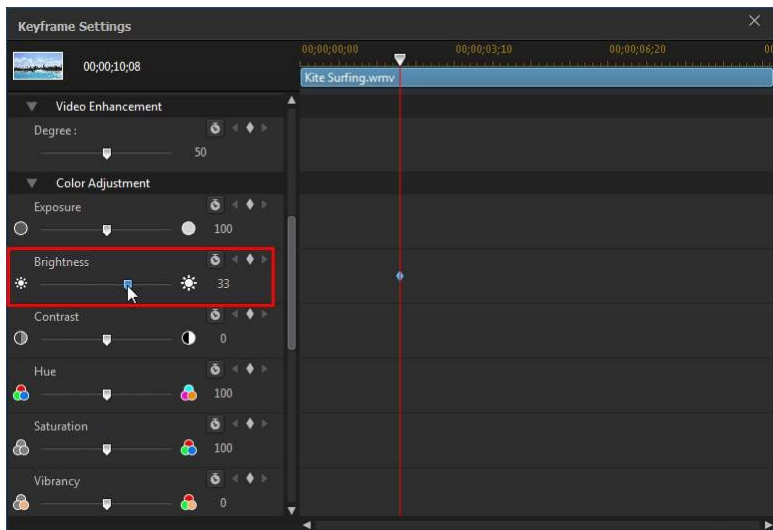 Keyframe Settings
00;00;10;08
00;00;00;00 00;00;03;10 00;00;06;20
Kite Surfing.wmv
Video Enhancement
Degree :
50
Color Adjustment
Exposure
100
Brightness
33
Contrast
0
Hue
100
Saturation
100
Vibrancy
0